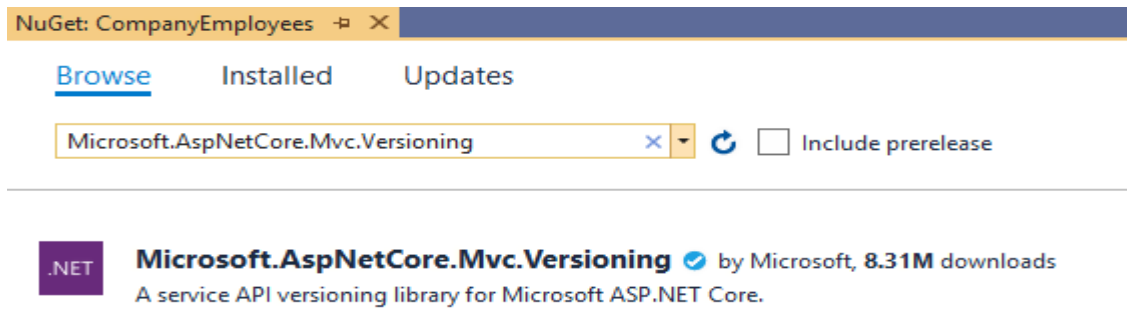 NuGet: CompanyEmployees
Browse Installed Updates
Microsoft.AspNetCore.Mvc.Versioning Include prerelease
.NET Microsoft.AspNetCore.Mvc.Versioning by Microsoft, 8.31M downloads
A service API versioning library for Microsoft ASP.NET Core.